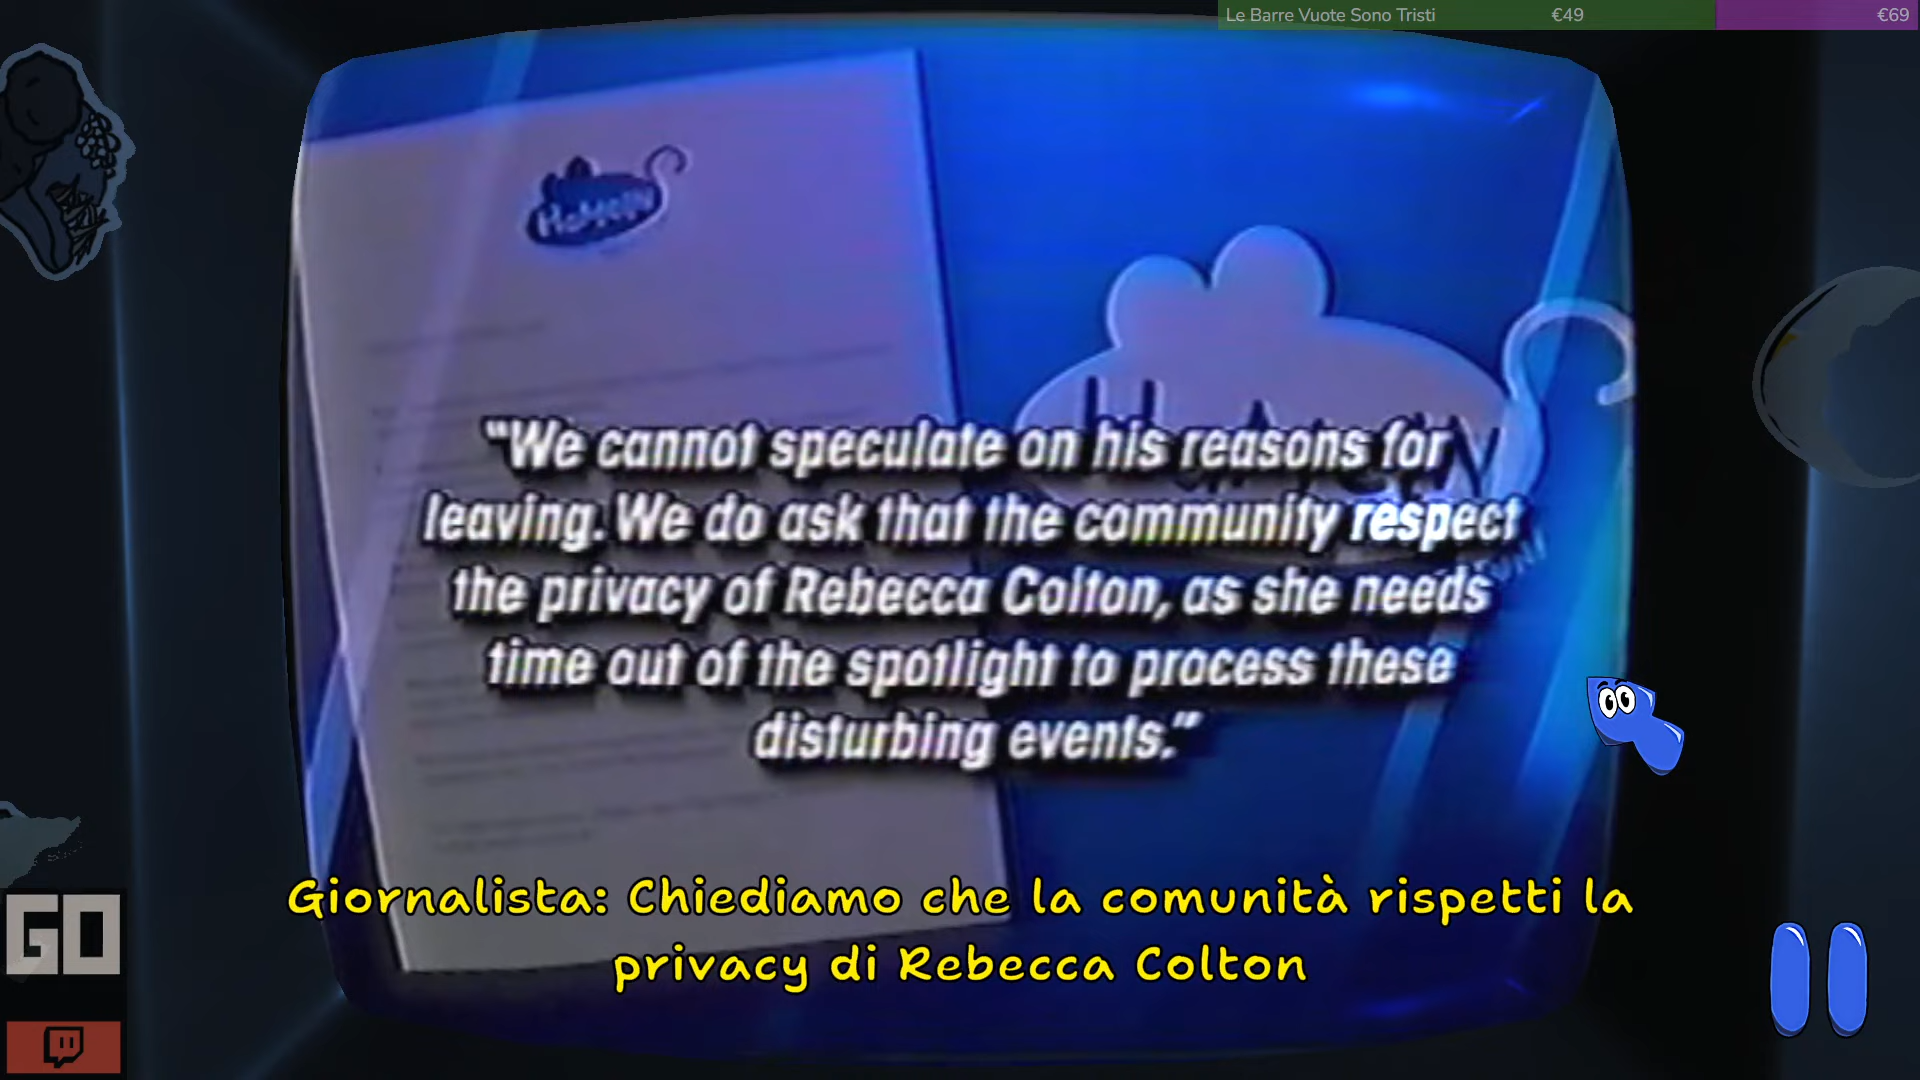 Le Barre Vuote Sono Tristi €49 €69
HaMeLIN
"We cannot speculate on his reasons for
leaving. We do ask that the community respect
the privacy of Rebecca Colton, as she needs
time out of the spotlight to process these
disturbing events."
Giornalista: Chiediamo che la comunità rispetti la
privacy di Rebecca Colton
GO